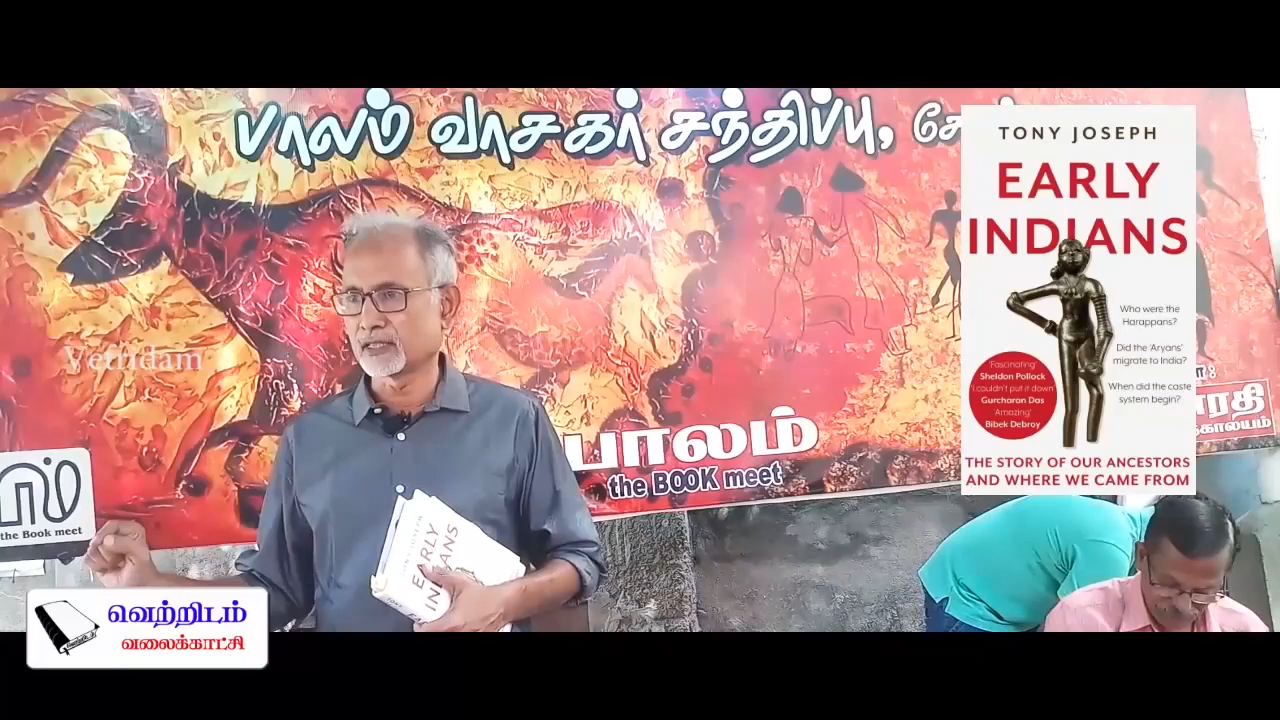 பாலம் வாசகர் சந்திப்பு,
TONY JOSEPH
EARLY
INDIANS
Who were the
Harappans?
Did the 'Aryans'
migrate to India?
When did the caste
system begin?
'Fascinating'
Sheldon Pollock
'I couldn't put it down'
Gurcharan Das
'Amazing'
Bibek Debroy
THE STORY OF OUR ANCESTORS
AND WHERE WE CAME FROM
Vetridam
பாலம்
the BOOK meet
the Book meet
EARLY
INDIANS
வெற்றிடம்
வலைக்காட்சி